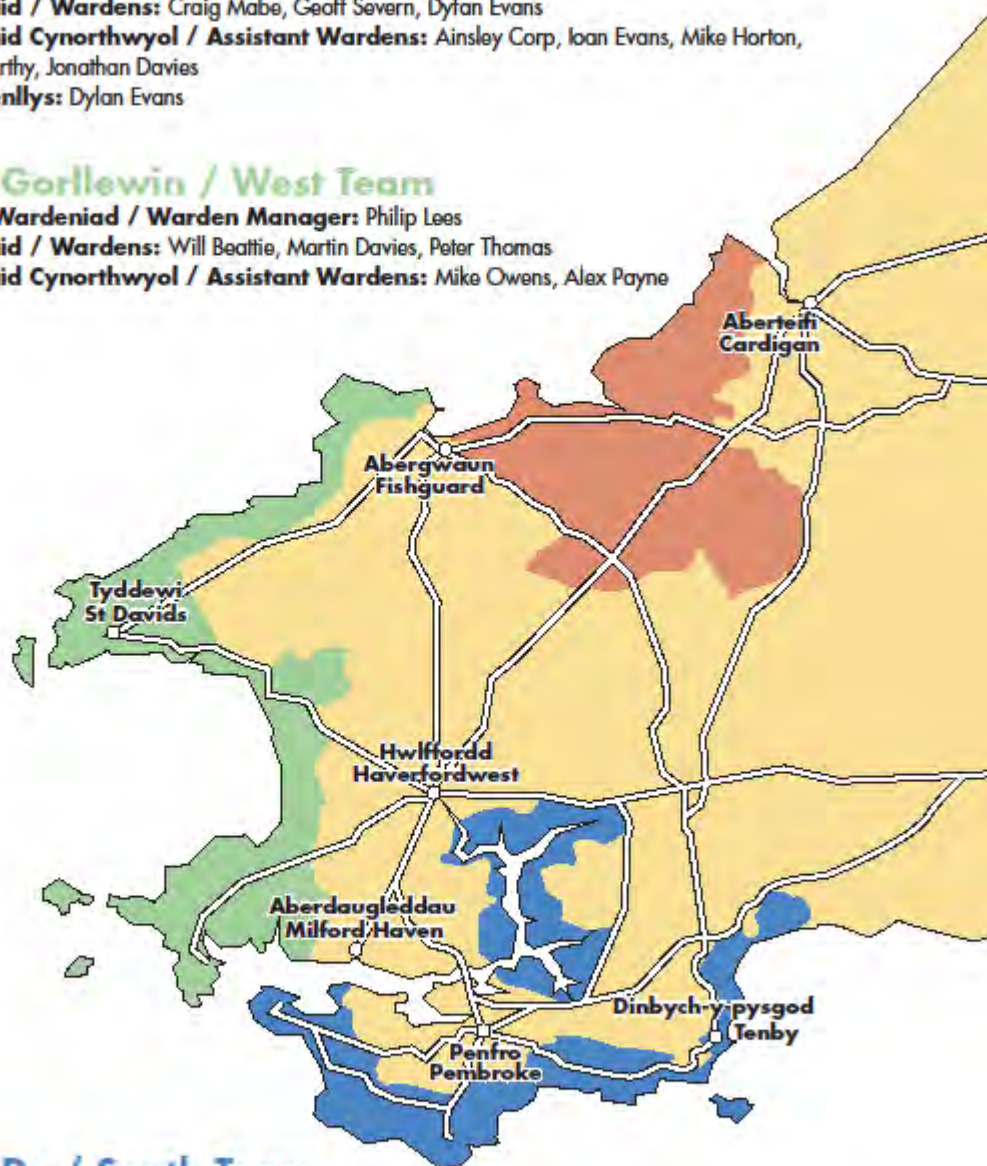 id / Wardens: Craig Mabe, Geoff Severn, Dyfan Evans
id Cynorthwyol / Assistant Wardens: Ainsley Corp, Ioan Evans, Mike Horton,
rthy, Jonathan Davies
nllys: Dylan Evans
Gorllewin / West Team
Wardeniad / Warden Manager: Philip Lees
id / Wardens: Will Beattie, Martin Davies, Peter Thomas
id Cynorthwyol / Assistant Wardens: Mike Owens, Alex Payne
Aberteifi
Cardigan
Abergwaun
Fishguard
Tyddewi
St Davids
Hwlffordd
Haverfordwest
Aberdaugleddau
Milford Haven
Dinbych-y-pysgod
Tenby
Penfro
Pembroke